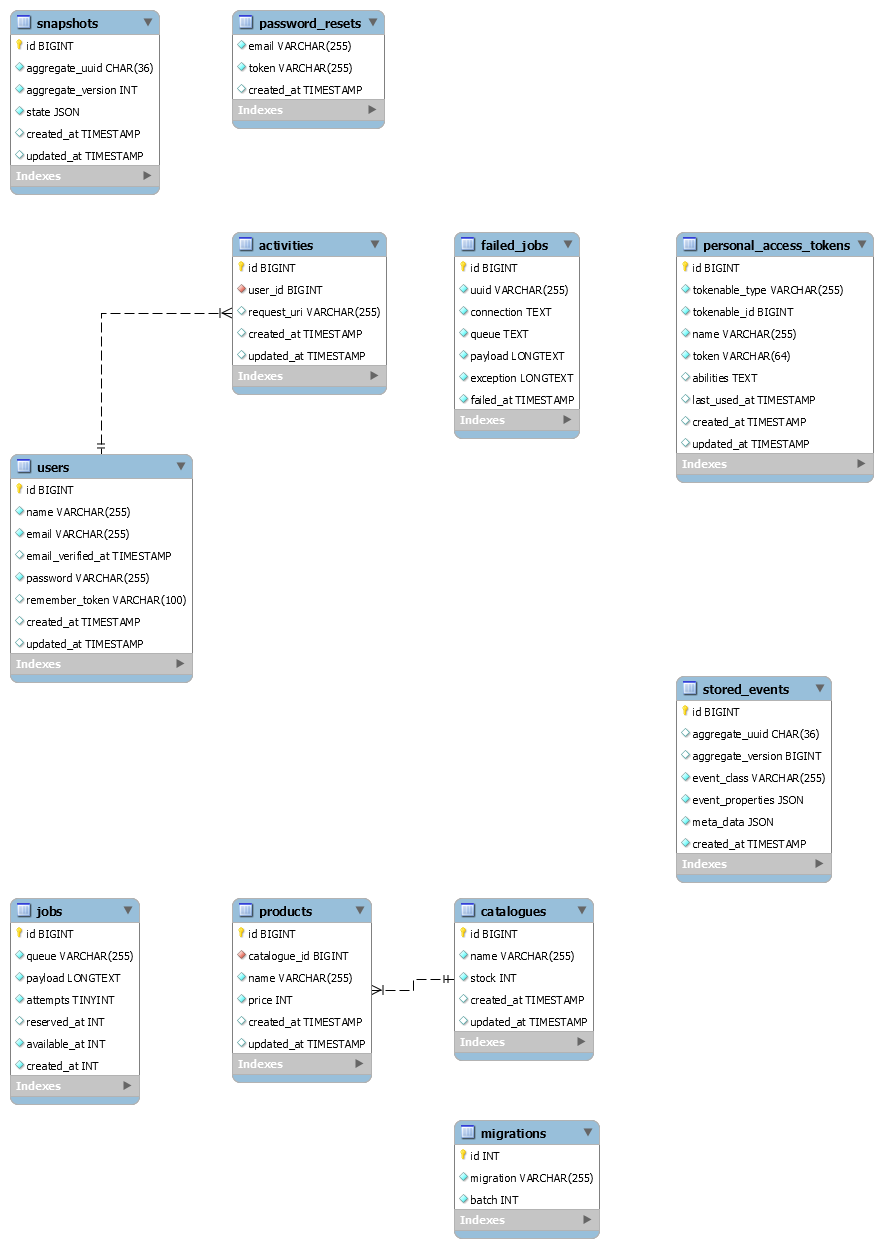 snapshots
id BIGINT
aggregate_uuid CHAR(36)
aggregate_version INT
state JSON
created_at TIMESTAMP
updated_at TIMESTAMP
Indexes
password_resets
email VARCHAR(255)
token VARCHAR(255)
created_at TIMESTAMP
Indexes
activities
id BIGINT
user_id BIGINT
request_uri VARCHAR(255)
created_at TIMESTAMP
updated_at TIMESTAMP
Indexes
failed_jobs
id BIGINT
uuid VARCHAR(255)
connection TEXT
queue TEXT
payload LONGTEXT
exception LONGTEXT
failed_at TIMESTAMP
Indexes
personal_access_tokens
id BIGINT
tokenable_type VARCHAR(255)
tokenable_id BIGINT
name VARCHAR(255)
token VARCHAR(64)
abilities TEXT
last_used_at TIMESTAMP
created_at TIMESTAMP
updated_at TIMESTAMP
Indexes
users
id BIGINT
name VARCHAR(255)
email VARCHAR(255)
email_verified_at TIMESTAMP
password VARCHAR(255)
remember_token VARCHAR(100)
created_at TIMESTAMP
updated_at TIMESTAMP
Indexes
stored_events
id BIGINT
aggregate_uuid CHAR(36)
aggregate_version BIGINT
event_class VARCHAR(255)
event_properties JSON
meta_data JSON
created_at TIMESTAMP
Indexes
jobs
id BIGINT
queue VARCHAR(255)
payload LONGTEXT
attempts TINYINT
reserved_at INT
available_at INT
created_at INT
Indexes
products
id BIGINT
catalogue_id BIGINT
name VARCHAR(255)
price INT
created_at TIMESTAMP
updated_at TIMESTAMP
Indexes
catalogues
id BIGINT
name VARCHAR(255)
stock INT
created_at TIMESTAMP
updated_at TIMESTAMP
Indexes
migrations
id INT
migration VARCHAR(255)
batch INT
Indexes